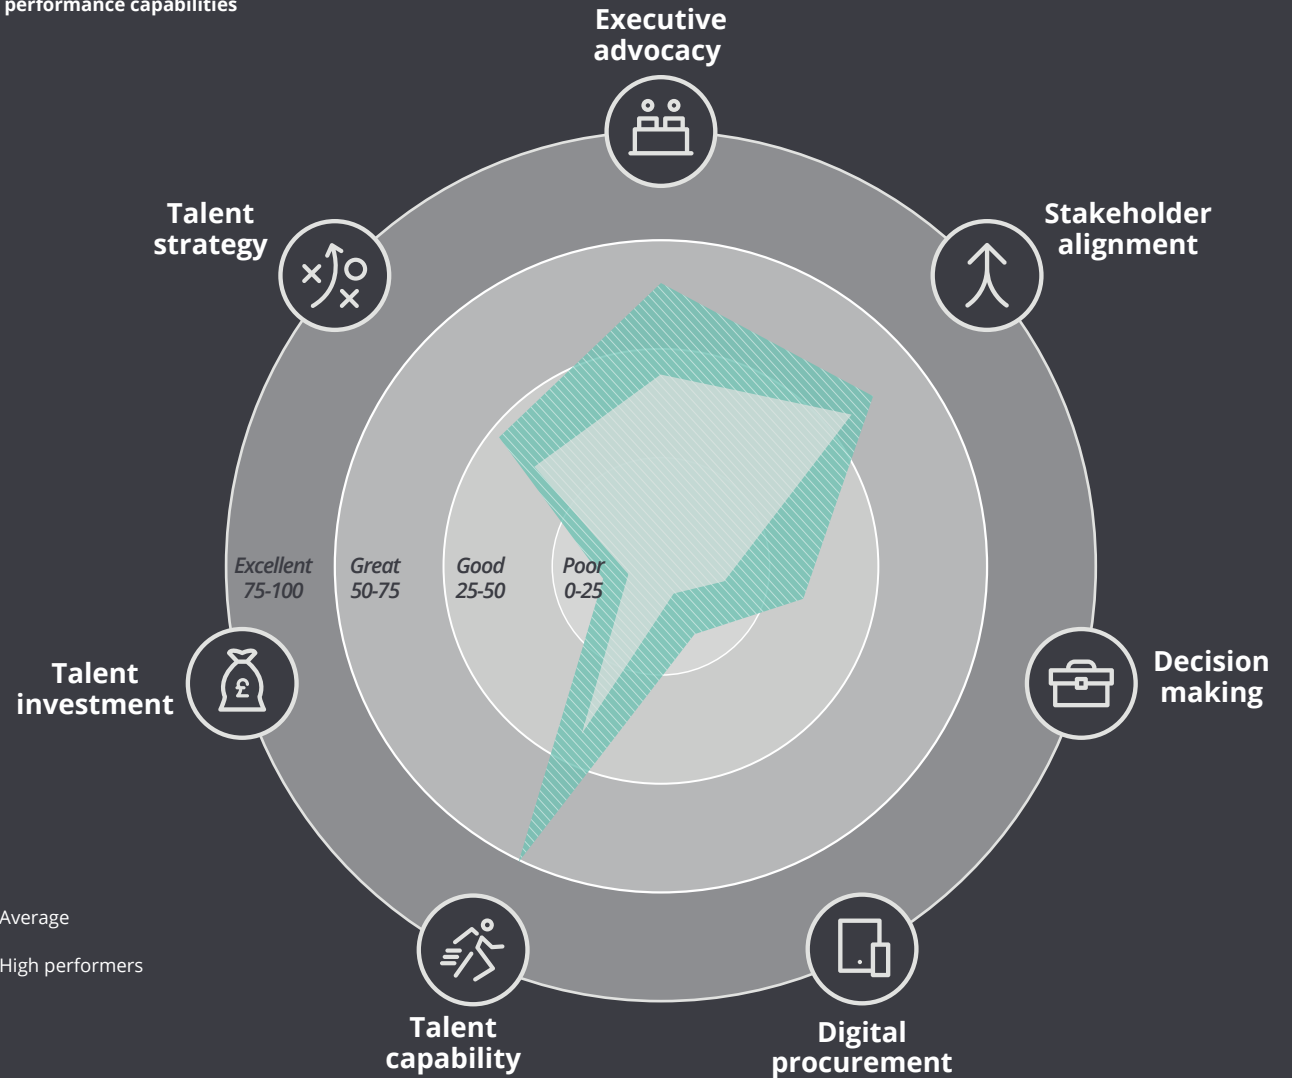 performance capabilities
Executive
advocacy
Talent
strategy
Stakeholder
alignment
Excellent
75-100
Great
50-75
Good
25-50
Poor
0-25
Talent
investment
£
Decision
making
Average
High performers
Talent
capability
Digital
procurement